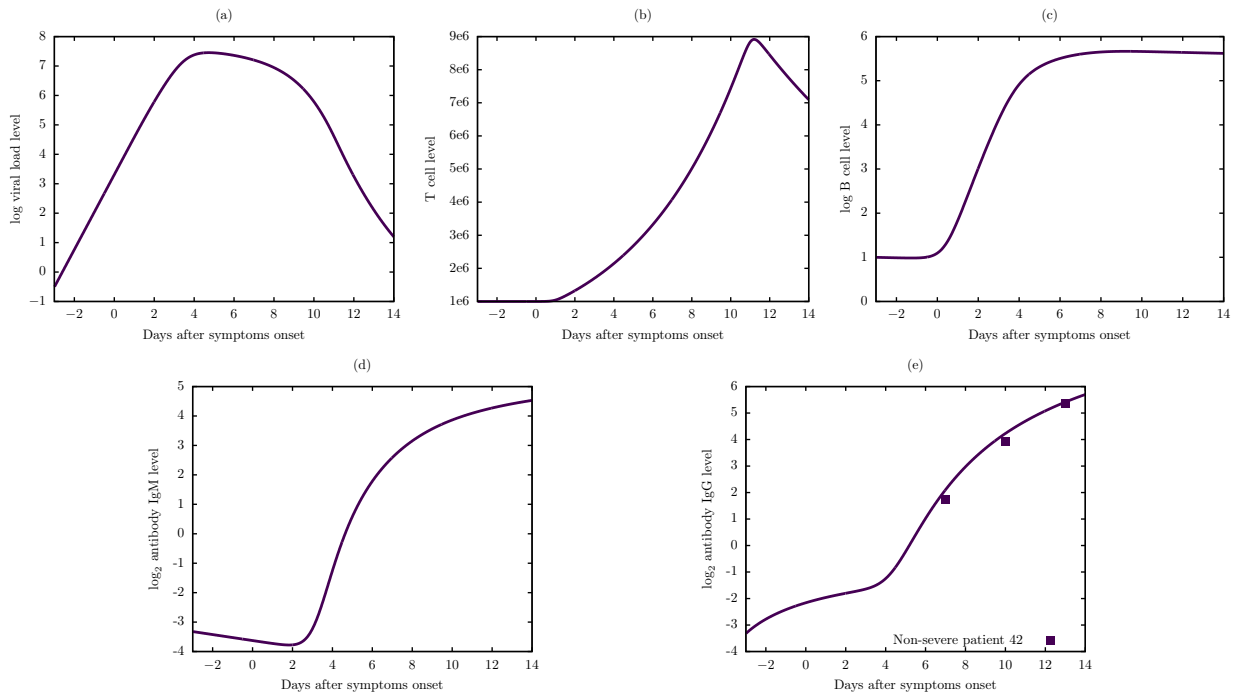 (a)
8
7
6
5
4
3
2
1
0
−1
log viral load level
−2 0 2 4 6 8 10 12 14
Days after symptoms onset
(b)
9e6
8e6
7e6
6e6
5e6
4e6
3e6
2e6
1e6
T cell level
−2 0 2 4 6 8 10 12 14
Days after symptoms onset
(c)
6
5
4
3
2
1
0
log B cell level
−2 0 2 4 6 8 10 12 14
Days after symptoms onset
(d)
5
4
3
2
1
0
-1
-2
-3
-4
log₂ antibody IgM level
−2 0 2 4 6 8 10 12 14
Days after symptoms onset
(e)
6
5
4
3
2
1
0
-1
-2
-3
-4
log₂ antibody IgG level
Non-severe patient 42
−2 0 2 4 6 8 10 12 14
Days after symptoms onset